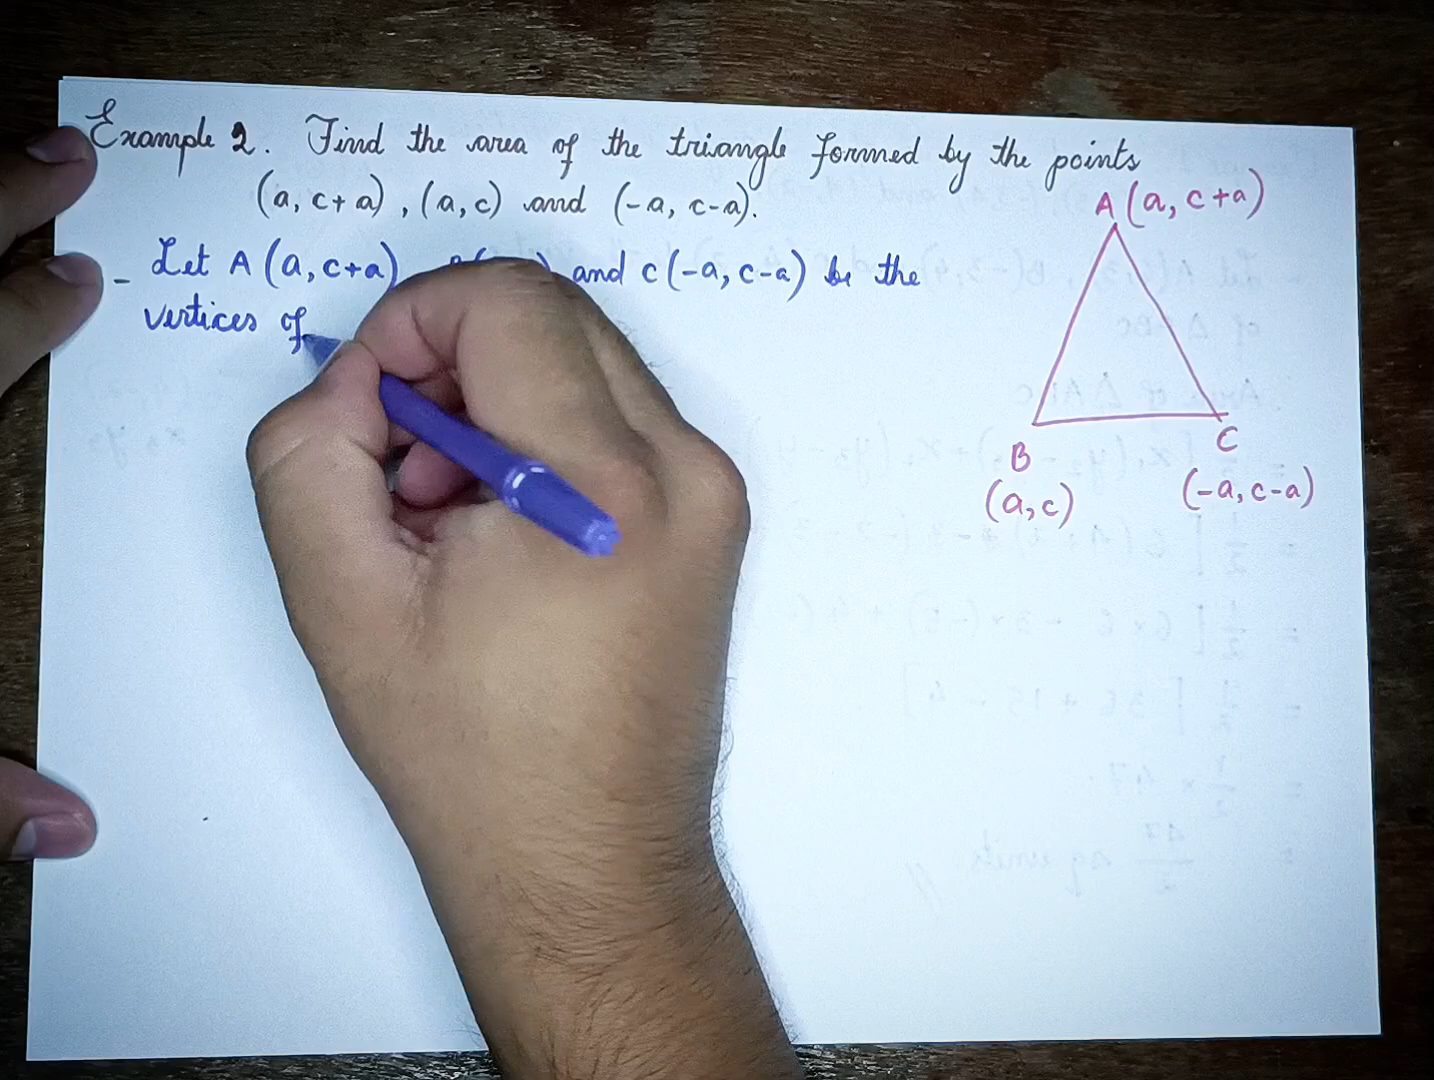 Example 2. Find the area of the triangle formed by the points
(a, c+a), (a, c) and (-a, c-a).
A (a, c+a)
- Let A (a, c+a) and c (-a, c-a) be the
vertices of
B
C
(a, c)
(-a, c-a)